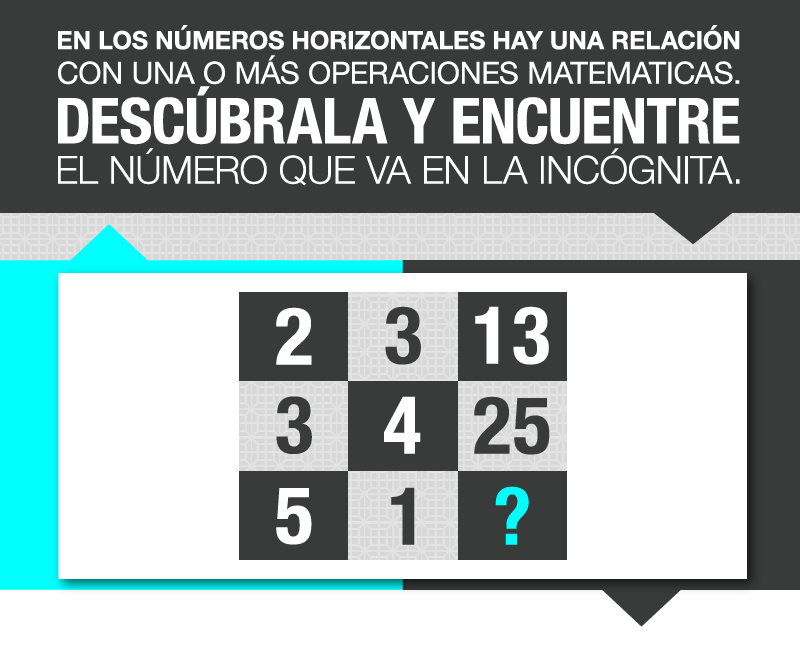 EN LOS NÚMEROS HORIZONTALES HAY UNA RELACIÓN
CON UNA O MÁS OPERACIONES MATEMATICAS.
DESCÚBRALA Y ENCUENTRE
EL NÚMERO QUE VA EN LA INCÓGNITA.
2 3 13
3 4 25
5 1 ?